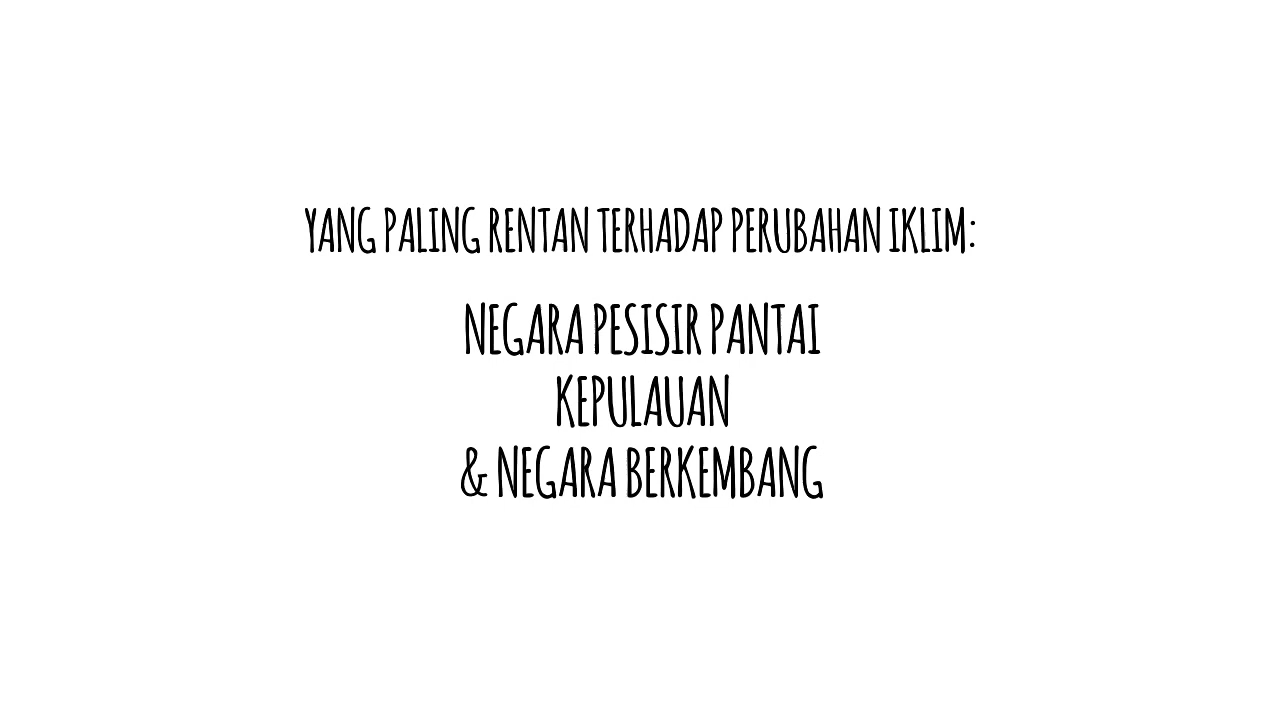 YANG PALING RENTAN TERHADAP PERUBAHAN IKLIM:
NEGARA PESISIR PANTAI
KEPULAUAN
& NEGARA BERKEMBANG